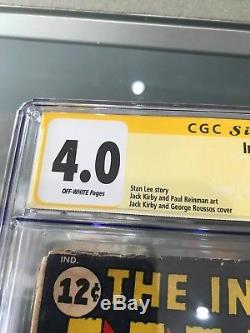 CGC Si
In
4.0
OFF-WHITE Pages
Stan Lee story
Jack Kirby and Paul Reinman art
Jack Kirby and George Roussos cover
IND.
12¢
THE IN